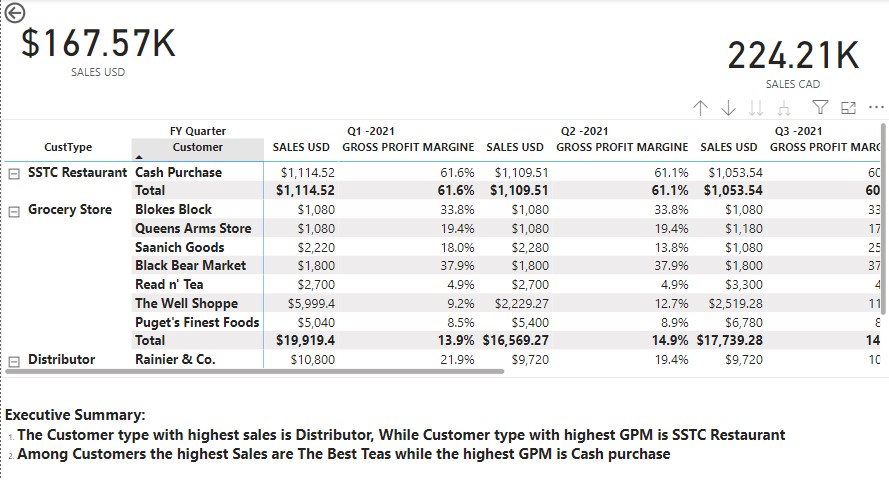 $167.57K
SALES USD
224.21K
SALES CAD
FY Quarter Q1 -2021 Q2 -2021 Q3 -2021
CustType Customer SALES USD GROSS PROFIT MARGINE SALES USD GROSS PROFIT MARGINE SALES USD GROSS PROFIT MARG
SSTC Restaurant Cash Purchase $1,114.52 61.6% $1,109.51 61.1% $1,053.54 60
Total $1,114.52 61.6% $1,109.51 61.1% $1,053.54 60
Grocery Store Blokes Block $1,080 33.8% $1,080 33.8% $1,080 33
Queens Arms Store $1,080 19.4% $1,080 19.4% $1,180 17
Saanich Goods $2,220 18.0% $2,280 13.8% $1,080 25
Black Bear Market $1,800 37.9% $1,800 37.9% $1,800 37
Read n' Tea $2,700 4.9% $2,700 4.9% $3,300 4
The Well Shoppe $5,999.4 9.2% $2,229.27 12.7% $2,519.28 11
Puget's Finest Foods $5,040 8.5% $5,400 8.9% $6,780
Total $19,919.4 13.9% $16,569.27 14.9% $17,739.28 14
Distributor Rainier & Co. $10,800 21.9% $9,720 19.4% $9,720 10
Executive Summary:
1. The Customer type with highest sales is Distributor, While Customer type with highest GPM is SSTC Restaurant
2. Among Customers the highest Sales are The Best Teas while the highest GPM is Cash purchase